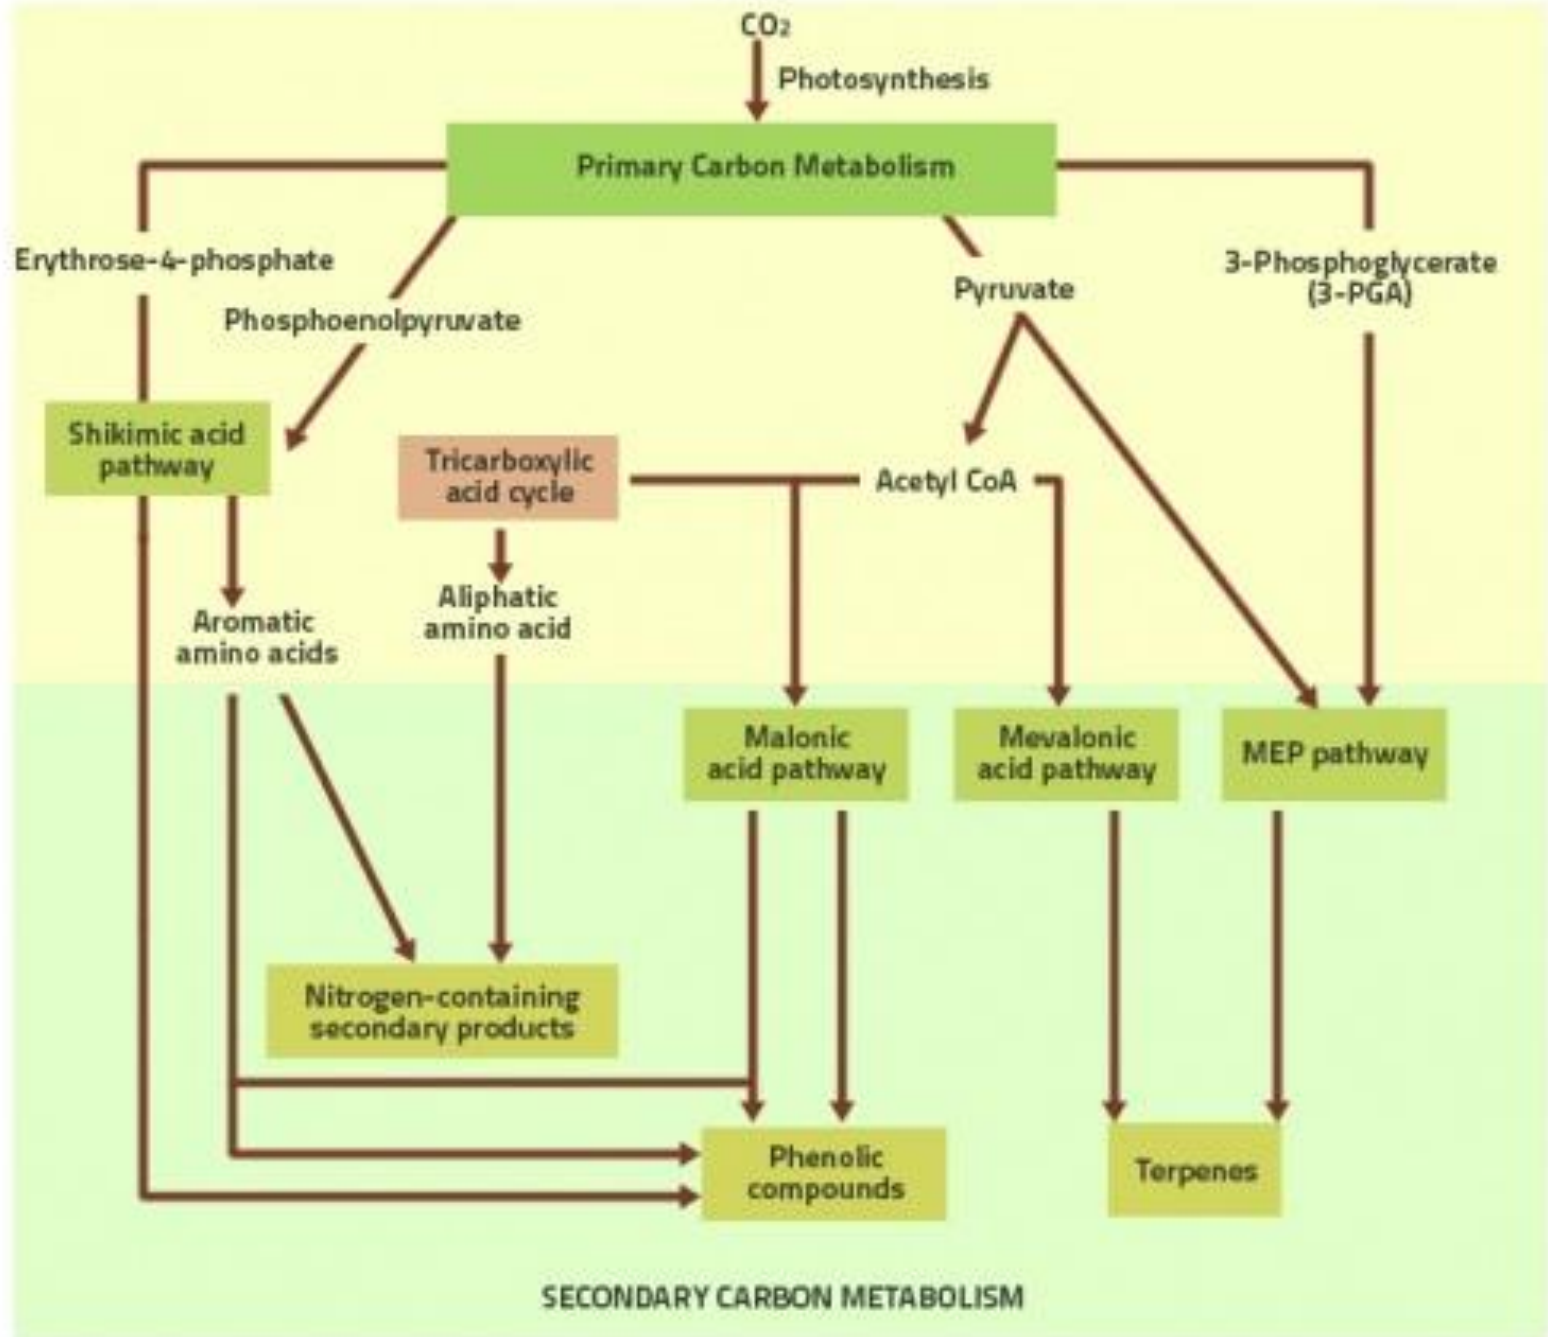 CO₂
Photosynthesis
Primary Carbon Metabolism
Erythrose-4-phosphate
Phosphoenolpyruvate
Pyruvate
3-Phosphoglycerate
(3-PGA)
Shikimic acid
pathway
Tricarboxylic
acid cycle
Acetyl CoA
Aromatic
amino acids
Aliphatic
amino acid
Malonic
acid pathway
Mevalonic
acid pathway
MEP pathway
Nitrogen-containing
secondary products
Phenolic
compounds
Terpenes
SECONDARY CARBON METABOLISM